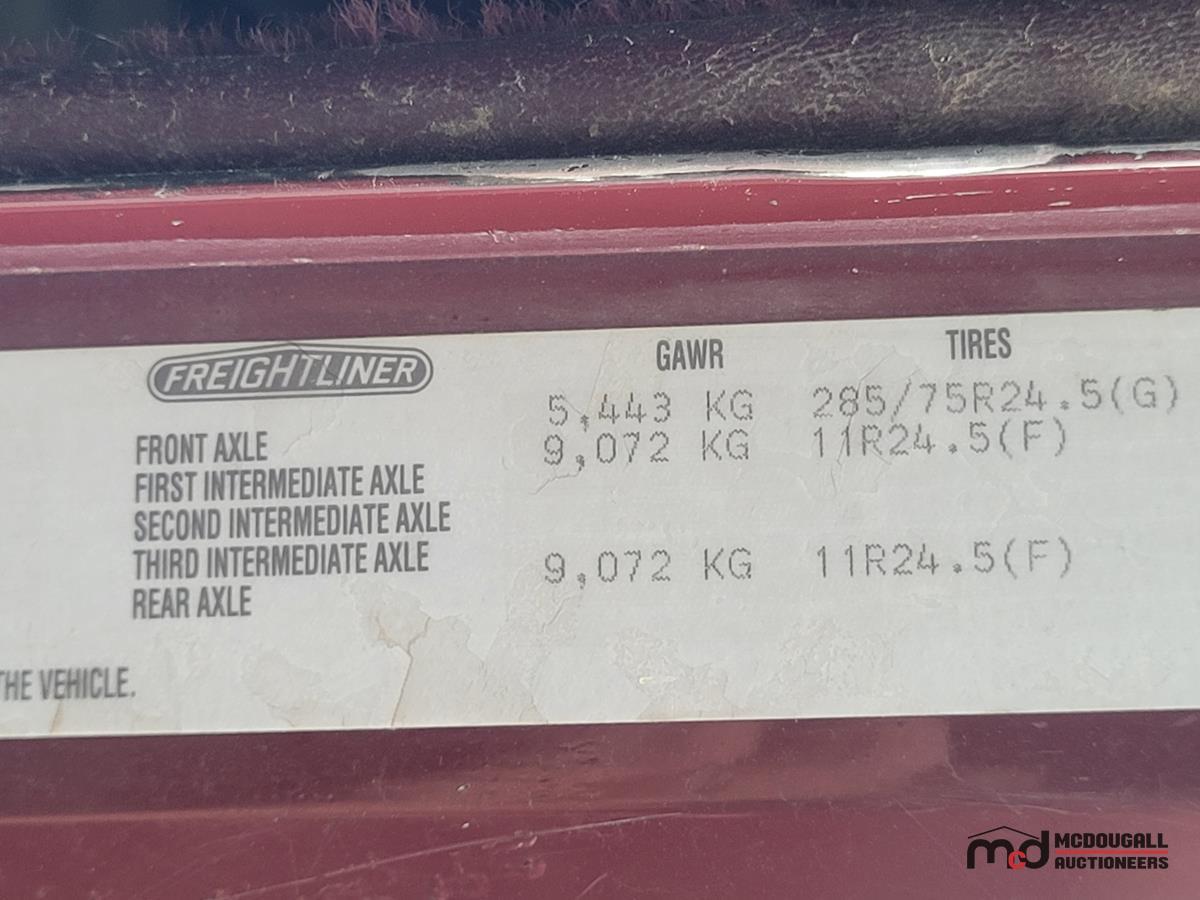 FREIGHTLINER GAWR TIRES
5,443 KG 285/75R24.5(G)
FRONT AXLE 9,072 KG 11R24.5(F)
FIRST INTERMEDIATE AXLE
SECOND INTERMEDIATE AXLE
THIRD INTERMEDIATE AXLE 9,072 KG 11R24.5(F)
REAR AXLE
THE VEHICLE.
mcd MCDOUGALL
AUCTIONEERS